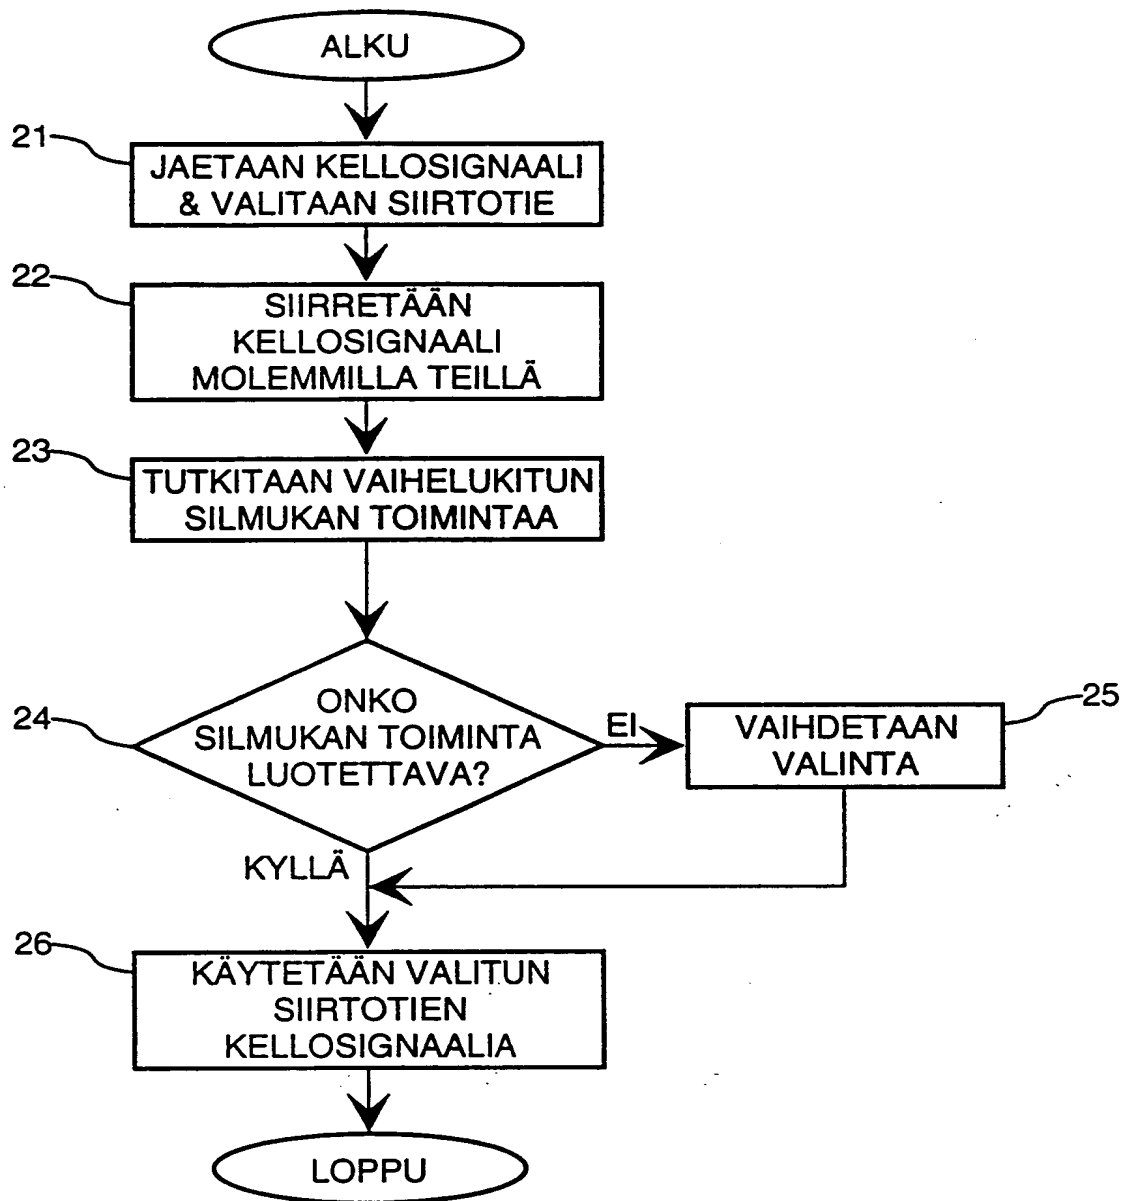 ALKU
21
JAETAAN KELLOSIGNAALI
& VALITAAN SIIRTOTIE
22
SIIRRETÄÄN
KELLOSIGNAALI
MOLEMMILLA TEILLÄ
23
TUTKITAAN VAIHELUKITUN
SILMUKAN TOIMINTAA
24
ONKO
SILMUKAN TOIMINTA
LUOTETTAVA?
EI
25
VAIHDETAAN
VALINTA
KYLLÄ
26
KÄYTETÄÄN VALITUN
SIIRTOTIEN
KELLOSIGNAALIA
LOPPU